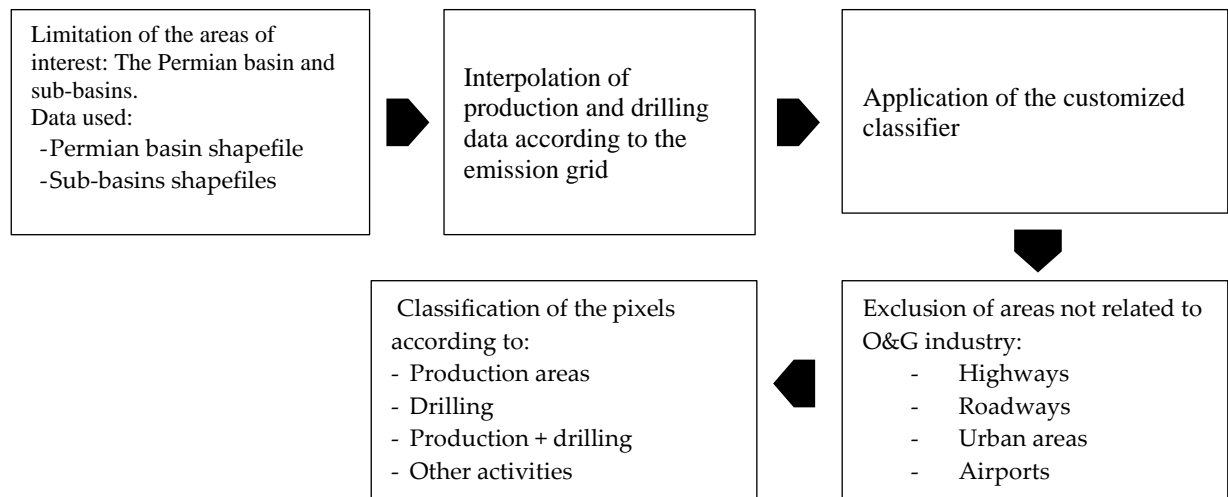 Limitation of the areas of
interest: The Permian basin and
sub-basins.
Data used:
-Permian basin shapefile
-Sub-basins shapefiles
Interpolation of
production and drilling
data according to the
emission grid
Application of the customized
classifier
Exclusion of areas not related to
O&G industry:
- Highways
- Roadways
- Urban areas
- Airports
Classification of the pixels
according to:
- Production areas
- Drilling
- Production + drilling
- Other activities